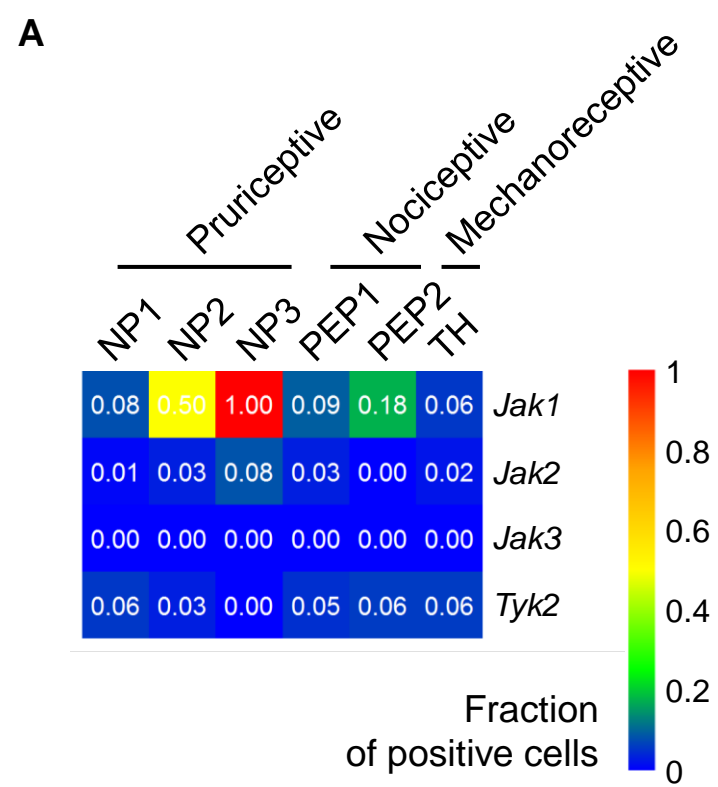 A
Pruriceptive
Nociceptive
Mechanoreceptive
NP1 NP2 NP3 PEP1 PEP2 TH
0.08 0.50 1.00 0.09 0.18 0.06 Jak1
0.01 0.03 0.08 0.03 0.00 0.02 Jak2
0.00 0.00 0.00 0.00 0.00 0.00 Jak3
0.06 0.03 0.00 0.05 0.06 0.06 Tyk2
1
0.8
0.6
0.4
0.2
0
Fraction
of positive cells